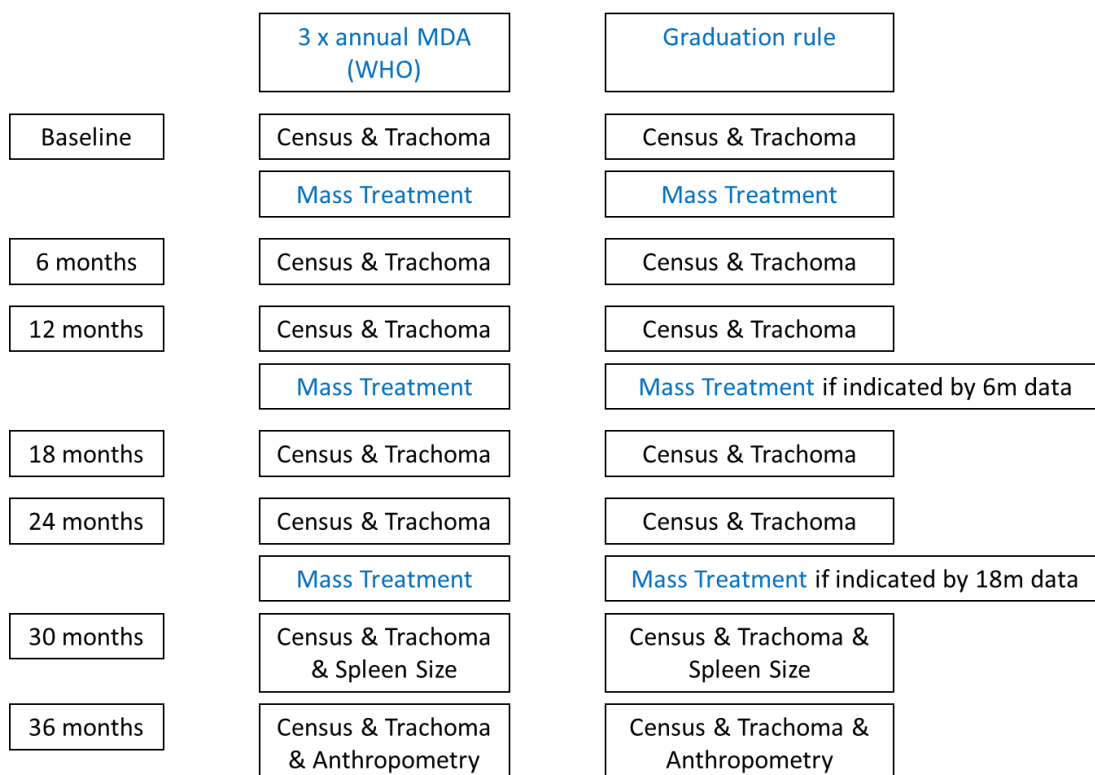 3 x annual MDA
(WHO)
Graduation rule
Baseline
Census & Trachoma
Census & Trachoma
Mass Treatment
Mass Treatment
6 months
Census & Trachoma
Census & Trachoma
12 months
Census & Trachoma
Census & Trachoma
Mass Treatment
Mass Treatment if indicated by 6m data
18 months
Census & Trachoma
Census & Trachoma
24 months
Census & Trachoma
Census & Trachoma
Mass Treatment
Mass Treatment if indicated by 18m data
30 months
Census & Trachoma
& Spleen Size
Census & Trachoma &
Spleen Size
36 months
Census & Trachoma
& Anthropometry
Census & Trachoma &
Anthropometry